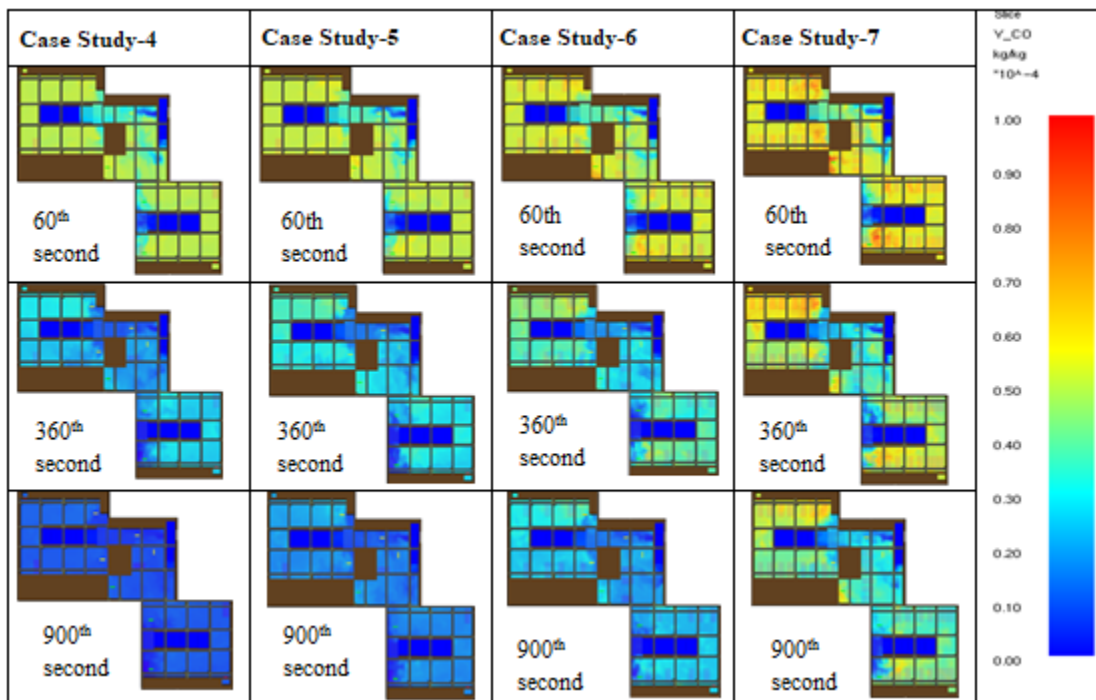 Case Study-4 Case Study-5 Case Study-6 Case Study-7
60th second 60th second 60th second 60th second
360th second 360th second 360th second 360th second
900th second 900th second 900th second 900th second
Slice
Y_CO
kg/kg
*10^-4
1.00
0.90
0.80
0.70
0.60
0.50
0.40
0.30
0.20
0.10
0.00